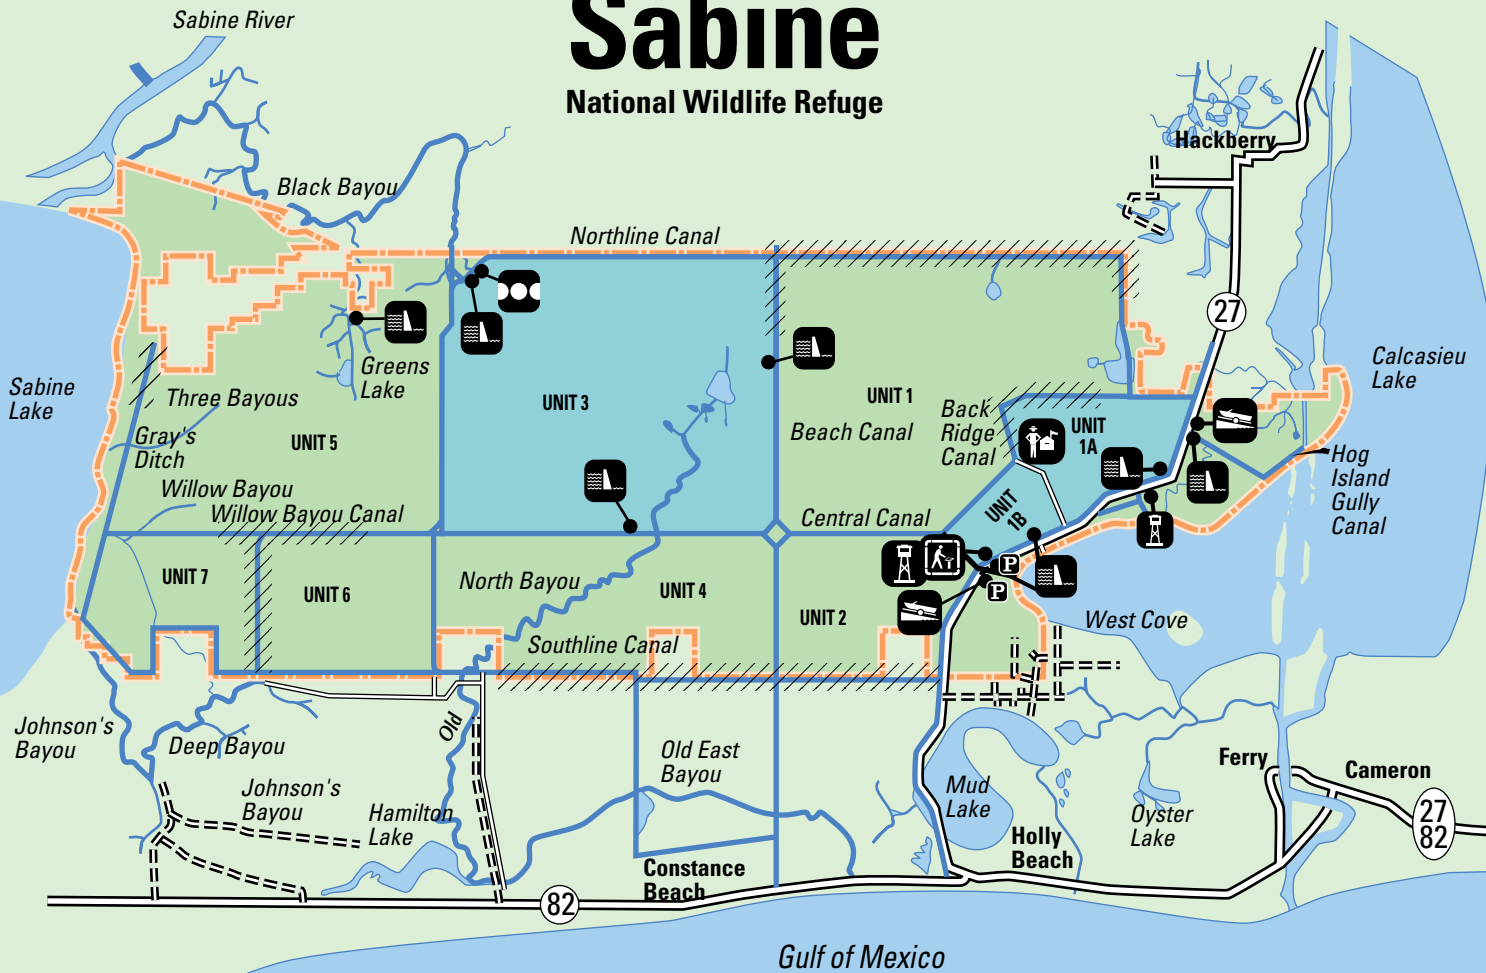 Sabine
National Wildlife Refuge
Sabine River
Hackberry
Black Bayou
Northline Canal
27
Calcasieu
Lake
Greens
Lake
Sabine
Lake
Three Bayous
UNIT 3
UNIT 1
Back
Ridge
Canal
UNIT
1A
Beach Canal
Gray's
Ditch
UNIT 5
Hog
Island
Gully
Canal
Willow Bayou
Willow Bayou Canal
Central Canal
UNIT
1B
P
P
UNIT 7
UNIT 6
North Bayou
UNIT 4
UNIT 2
West Cove
Southline Canal
Johnson's
Bayou
Deep Bayou
Old
Old East
Bayou
Ferry
Cameron
Johnson's
Bayou
Hamilton
Lake
Mud
Lake
Oyster
Lake
27
82
Holly
Beach
Constance
Beach
82
Gulf of Mexico